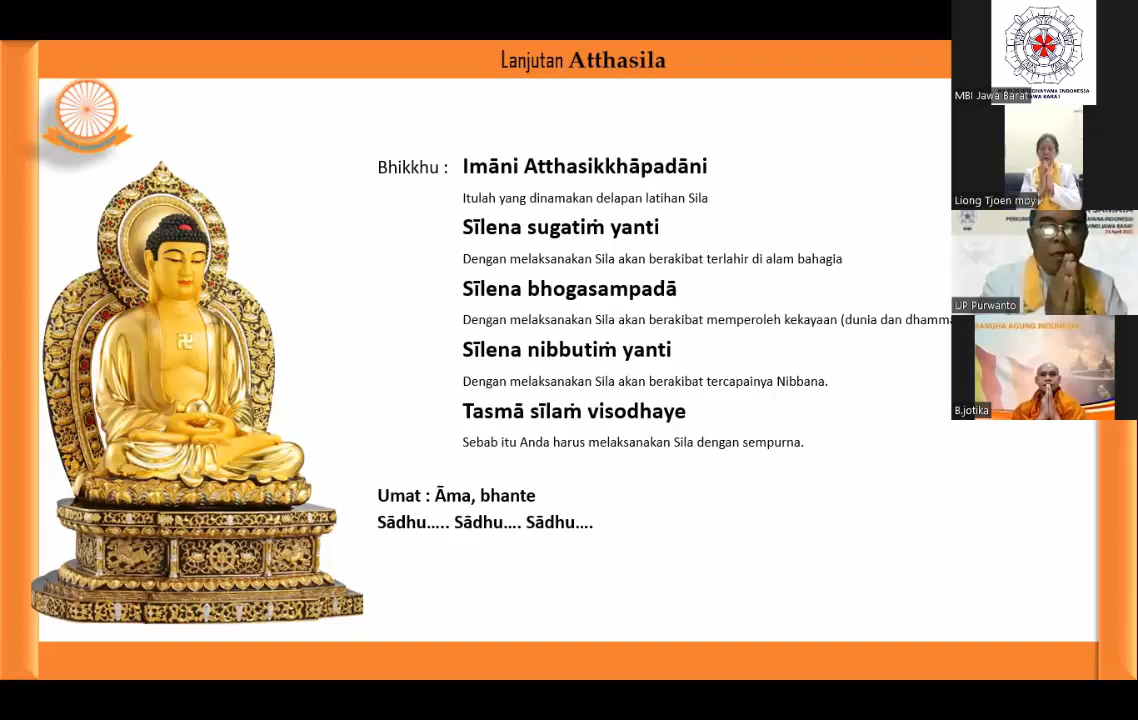 Lanjutan Atthasila
Bhikkhu : Imāni Atthasikkhāpadāni
Itulah yang dinamakan delapan latihan Sila
Sīlena sugatiṁ yanti
Dengan melaksanakan Sila akan berakibat terlahir di alam bahagia
Sīlena bhogasampadā
Dengan melaksanakan Sila akan berakibat memperoleh kekayaan (dunia dan dhamma
Sīlena nibbutiṁ yanti
Dengan melaksanakan Sila akan berakibat tercapainya Nibbana.
Tasmā sīlaṁ visodhaye
Sebab itu Anda harus melaksanakan Sila dengan sempurna.
Umat : Āma, bhante
Sādhu..... Sādhu.... Sādhu....
MBI Jawa Barat
Liong Tjoen moy
UP Purwanto
SANGHA AGUNG INDONESIA
B.jotika